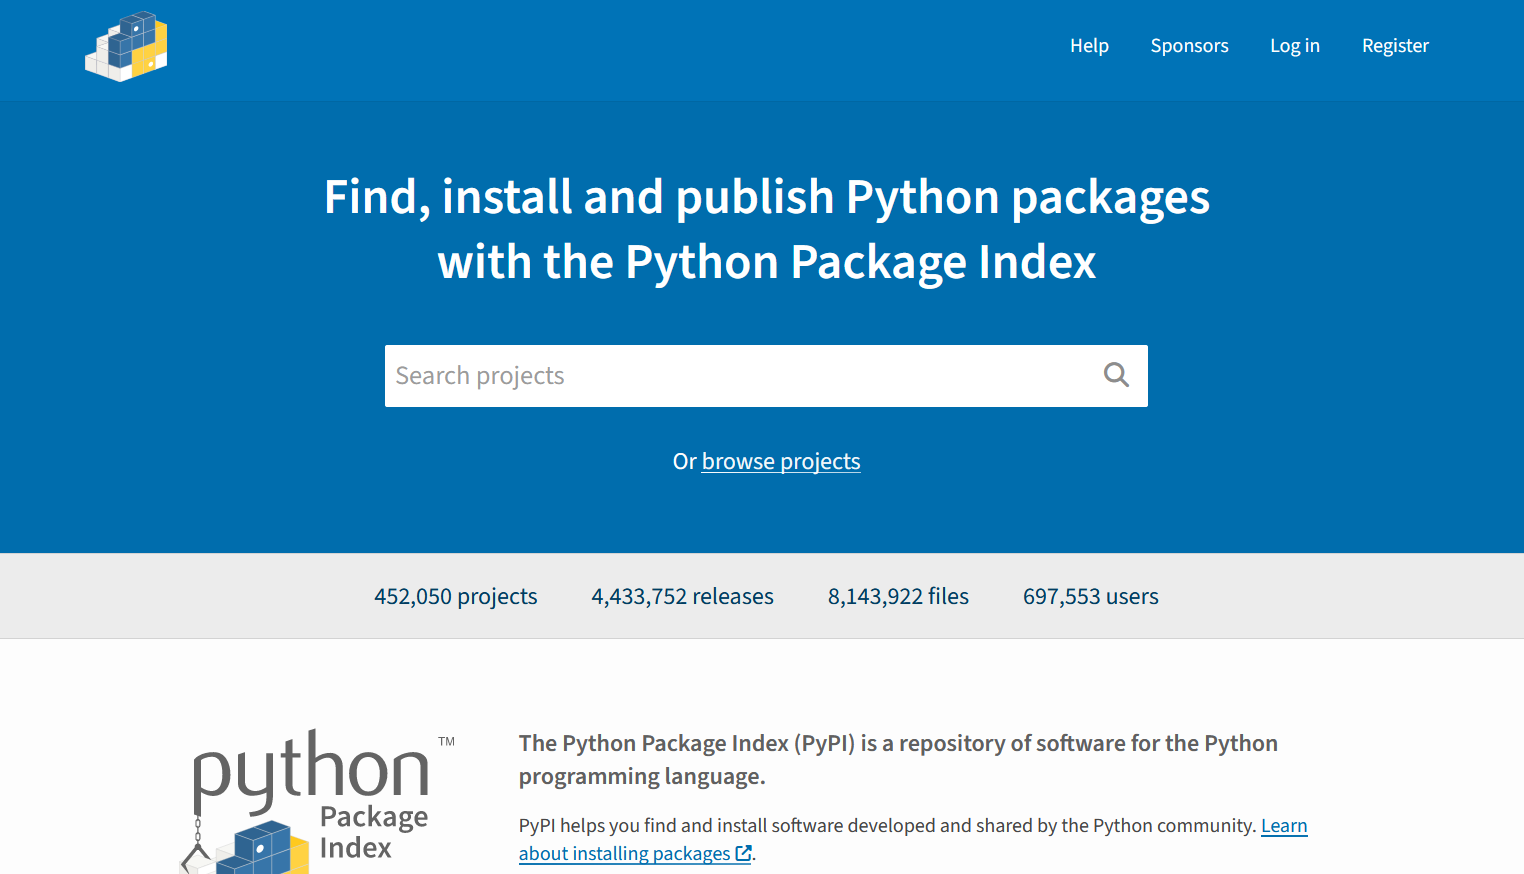 Help Sponsors Log in Register
Find, install and publish Python packages
with the Python Package Index
Search projects
Or browse projects
452,050 projects 4,433,752 releases 8,143,922 files 697,553 users
python TM
Package
Index
The Python Package Index (PyPI) is a repository of software for the Python
programming language.
PyPI helps you find and install software developed and shared by the Python community. Learn
about installing packages.